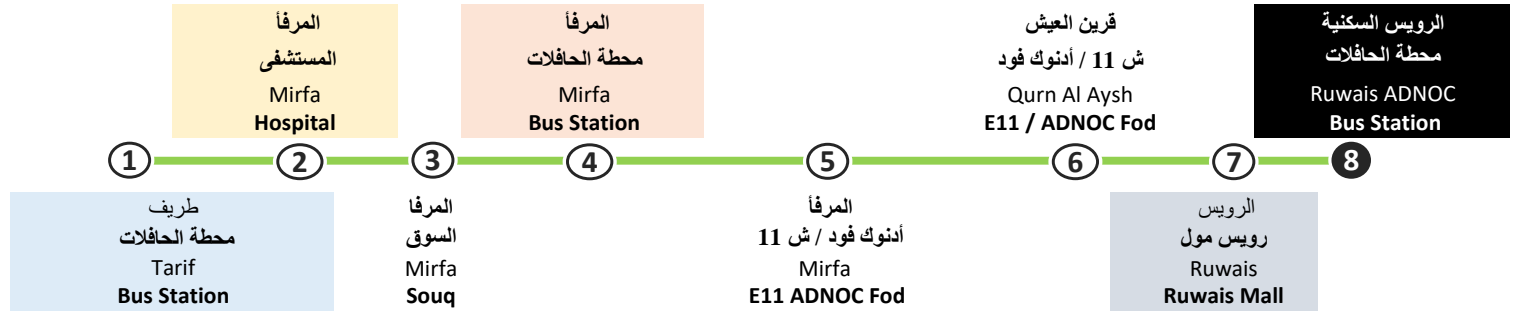 المرفأ
المستشفى
Mirfa
Hospital
المرفأ
محطة الحافلات
Mirfa
Bus Station
قرين العيش
ش 11 / أدنوك فود
Qurn Al Aysh
E11 / ADNOC Fod
الرويس السكنية
محطة الحافلات
Ruwais ADNOC
Bus Station
1
2
3
4
5
6
7
8
طريف
محطة الحافلات
Tarif
Bus Station
المرفا
السوق
Mirfa
Souq
المرفأ
أدنوك فود / ش 11
Mirfa
E11 ADNOC Fod
الرويس
رويس مول
Ruwais
Ruwais Mall